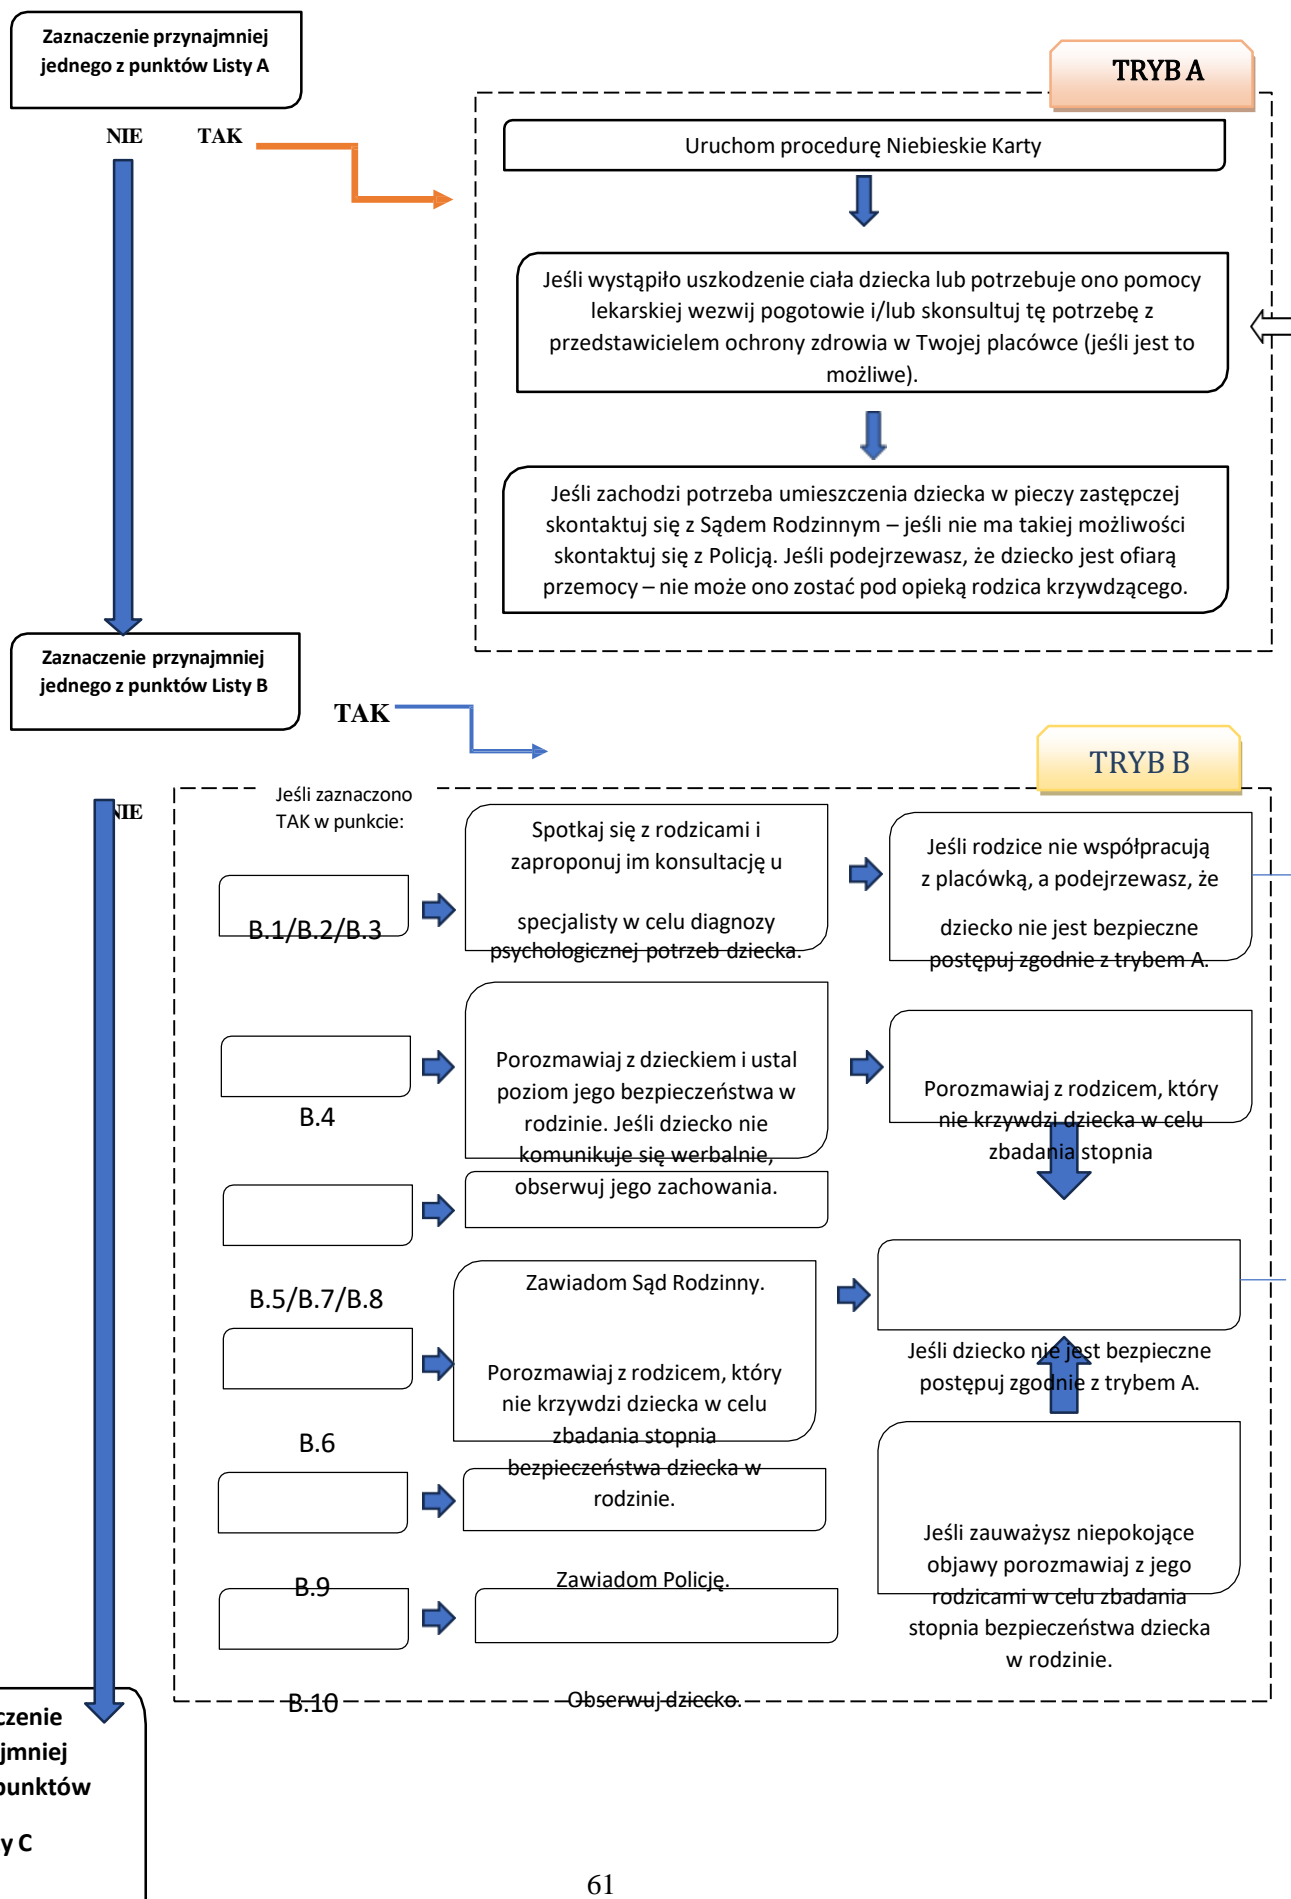 Zaznaczenie przynajmniej
jednego z punktów Listy A
NIE TAK
TRYB A
Uruchom procedurę Niebieskie Karty
Jeśli wystąpiło uszkodzenie ciała dziecka lub potrzebuje ono pomocy
lekarskiej wezwij pogotowie i/lub skonsultuj tę potrzebę z
przedstawicielem ochrony zdrowia w Twojej placówce (jeśli jest to
możliwe).
Jeśli zachodzi potrzeba umieszczenia dziecka w pieczy zastępczej
skontaktuj się z Sądem Rodzinnym – jeśli nie ma takiej możliwości
skontaktuj się z Policją. Jeśli podejrzewasz, że dziecko jest ofiarą
przemocy – nie może ono zostać pod opieką rodzica krzywdzącego.
Zaznaczenie przynajmniej
jednego z punktów Listy B
TAK
TRYB B
NIE
Jeśli zaznaczono
TAK w punkcie:
B.1/B.2/B.3
Spotkaj się z rodzicami i
zaproponuj im konsultację u
specjalisty w celu diagnozy
psychologicznej potrzeb dziecka.
Jeśli rodzice nie współpracują
z placówką, a podejrzewasz, że
dziecko nie jest bezpieczne
postępuj zgodnie z trybem A.
B.4
Porozmawiaj z dzieckiem i ustal
poziom jego bezpieczeństwa w
rodzinie. Jeśli dziecko nie
komunikuje się werbalnie,
obserwuj jego zachowania.
Porozmawiaj z rodzicem, który
nie krzywdzi dziecka w celu
zbadania stopnia
B.5/B.7/B.8
Zawiadom Sąd Rodzinny.
Jeśli dziecko nie jest bezpieczne
postępuj zgodnie z trybem A.
B.6
Porozmawiaj z rodzicem, który
nie krzywdzi dziecka w celu
zbadania stopnia
bezpieczeństwa dziecka w
rodzinie.
B.9
Zawiadom Policję.
Jeśli zauważysz niepokojące
objawy porozmawiaj z jego
rodzicami w celu zbadania
stopnia bezpieczeństwa dziecka
w rodzinie.
B.10
Obserwuj dziecko.
czenie
jmniej
punktów
y C
61